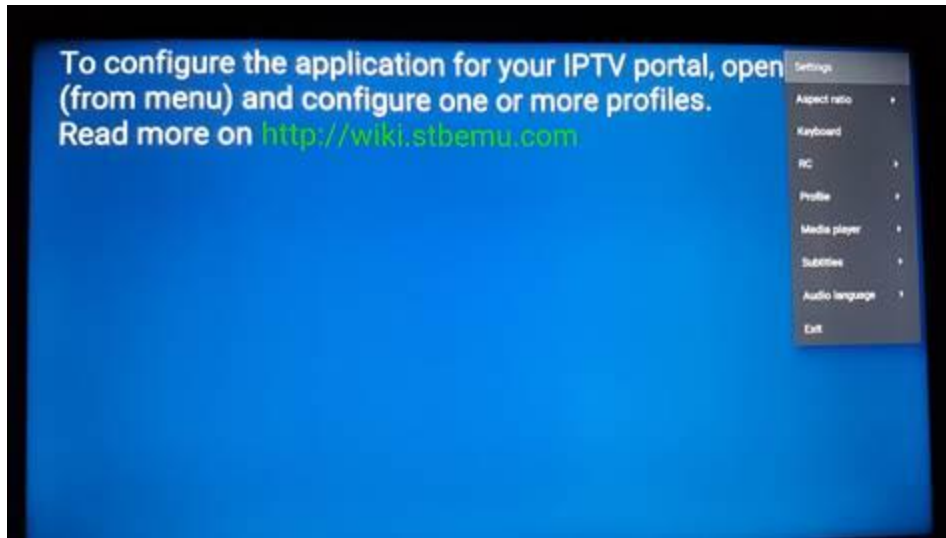 To configure the application for your IPTV portal, open
(from menu) and configure one or more profiles.
Read more on http://wiki.stbemu.com
Settings
Aspect ratio
Keyboard
RC
Profile
Media player
Subtitles
Audio language
Exit